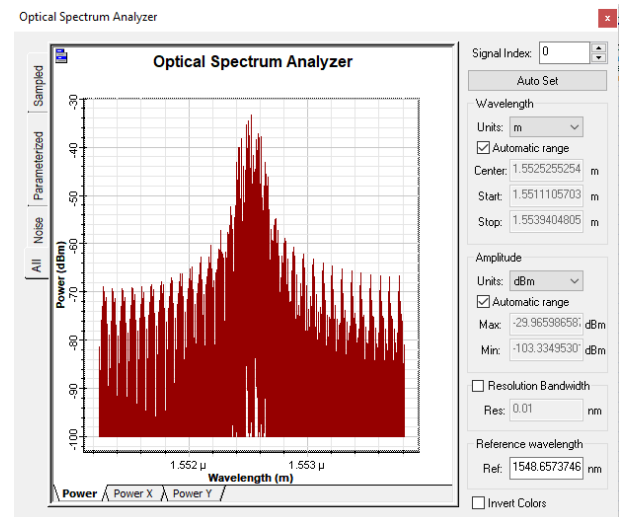 Optical Spectrum Analyzer
x
Optical Spectrum Analyzer
Sampled
Parameterized
Noise
All
Power (dBm)
-30
-40
-50
-60
-70
-80
-90
-100
1.552 µ
1.553 µ
Wavelength (m)
Power
Power X
Power Y
Signal Index: 0
Auto Set
Wavelength
Units: m
Automatic range
Center: 1.5525255254 m
Start: 1.5511105703 m
Stop: 1.5539404805 m
Amplitude
Units: dBm
Automatic range
Max: -29.96598658 dBm
Min: -103.3349530 dBm
Resolution Bandwidth
Res: 0.01 nm
Reference wavelength
Ref: 1548.6573746 nm
Invert Colors